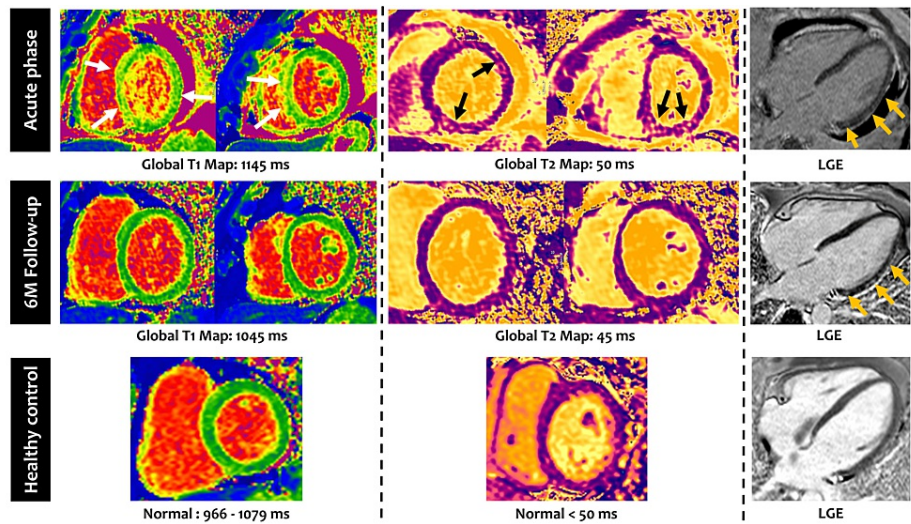 Acute phase
Global T1 Map: 1145 ms
Global T2 Map: 50 ms
LGE
6M Follow-up
Global T1 Map: 1045 ms
Global T2 Map: 45 ms
LGE
Healthy control
Normal : 966 - 1079 ms
Normal < 50 ms
LGE